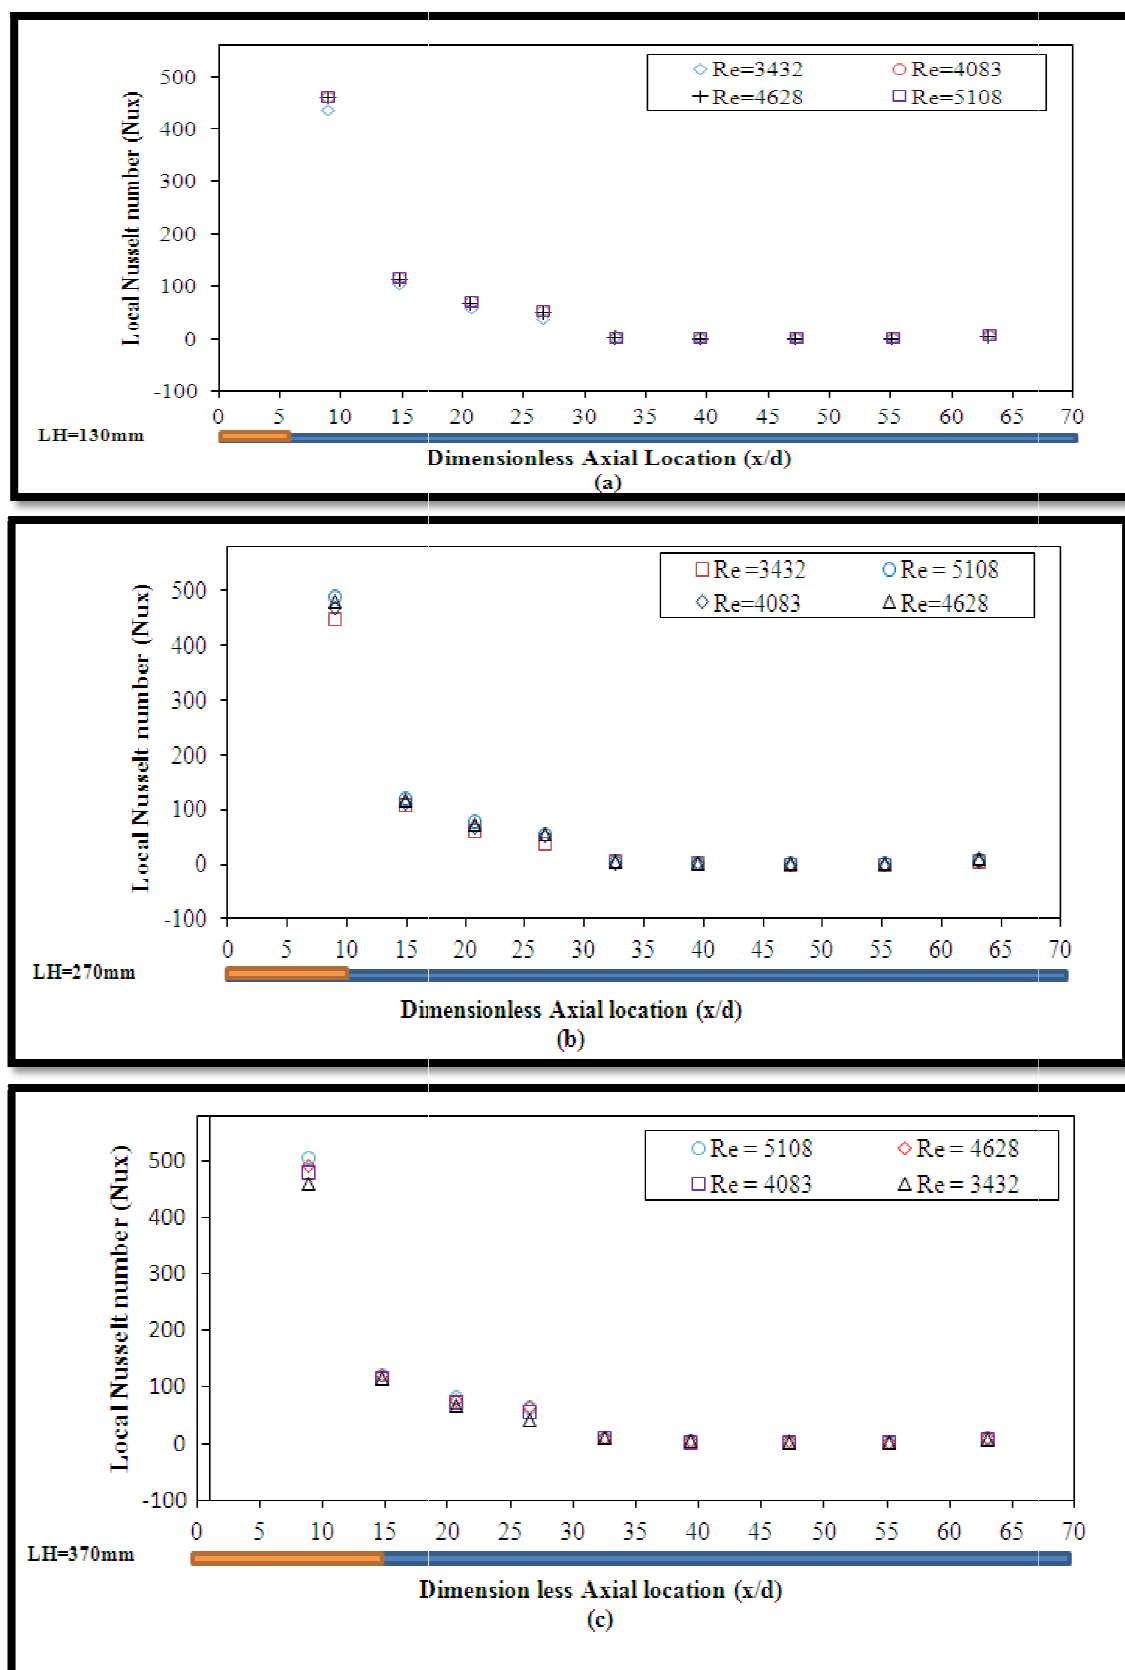 Local Nusselt number (Nux)
500
400
300
200
100
0
-100
Re=3432
Re=4083
Re=4628
Re=5108
0 5 10 15 20 25 30 35 40 45 50 55 60 65 70
LH=130mm
Dimensionless Axial Location (x/d)
(a)
Local Nusselt number (Nux)
500
400
300
200
100
0
-100
Re =3432
Re = 5108
Re=4083
Re=4628
0 5 10 15 20 25 30 35 40 45 50 55 60 65 70
LH=270mm
Dimensionless Axial location (x/d)
(b)
Local Nusselt number (Nux)
500
400
300
200
100
0
-100
Re = 5108
Re = 4628
Re = 4083
Re = 3432
0 5 10 15 20 25 30 35 40 45 50 55 60 65 70
LH=370mm
Dimension less Axial location (x/d)
(c)